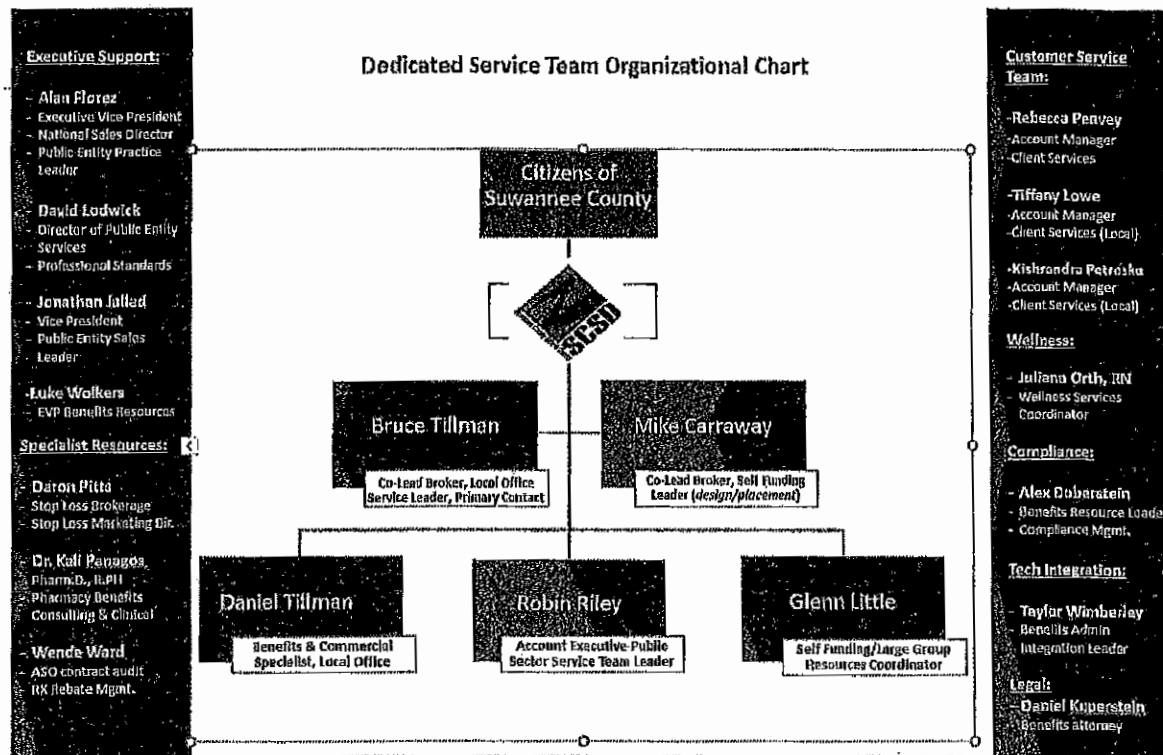 Dedicated Service Team Organizational Chart
Executive Support:
- Alan Florez
- Executive Vice President
- National Sales Director
- Public Entity Practice
Leader
- David Lodwick
- Director of Public Entity
Services
- Professional Standards
- Jonathan
- Vice President
- Public Entity Sales
Leader
-Luke Wolkers
- EVP Benefits Resources
Specialist Resources:
- Daron Pitts
- Stop Loss Brokerage
- Stop Loss Marketing Dir.
- Dr. Kali Panagos,
- Pharm.D., R.PH
- Pharmacy Benefits
Consulting & Clinical
- Wende Ward
- ASO contract audit
- RX Rebate Mgmt.
Citizens of
Suwannee County
SCSD
Bruce Tillman
Co-Lead Broker, Local Office
Service Leader, Primary Contact
Mike Carraway
Co-Lead Broker, Self Funding
Leader (design/placement)
Daniel Tillman
Benefits & Commercial
Specialist, Local Office
Robin Riley
Account Executive-Public
Sector Service Team Leader
Glenn Little
Self Funding/Large Group
Resources Coordinator
Customer Service
Team:
-Rebecca Penvey
-Account Manager
-Client Services
-Tiffany Lowe
-Account Manager
-Client Services (Local)
-Kishrandra Petroska
-Account Manager
-Client Services (Local)
Wellness:
- Juliana Orth, RN
- Wellness Services
Coordinator
Compliance:
- Alex Doberstein
- Benefits Resource Leade
- Compliance Mgmt.
Tech Integration:
- Taylor Wimberley
- Benefits Admin
Integration Leader
Legal:
- Daniel Kuperstein
- Benefits attorney